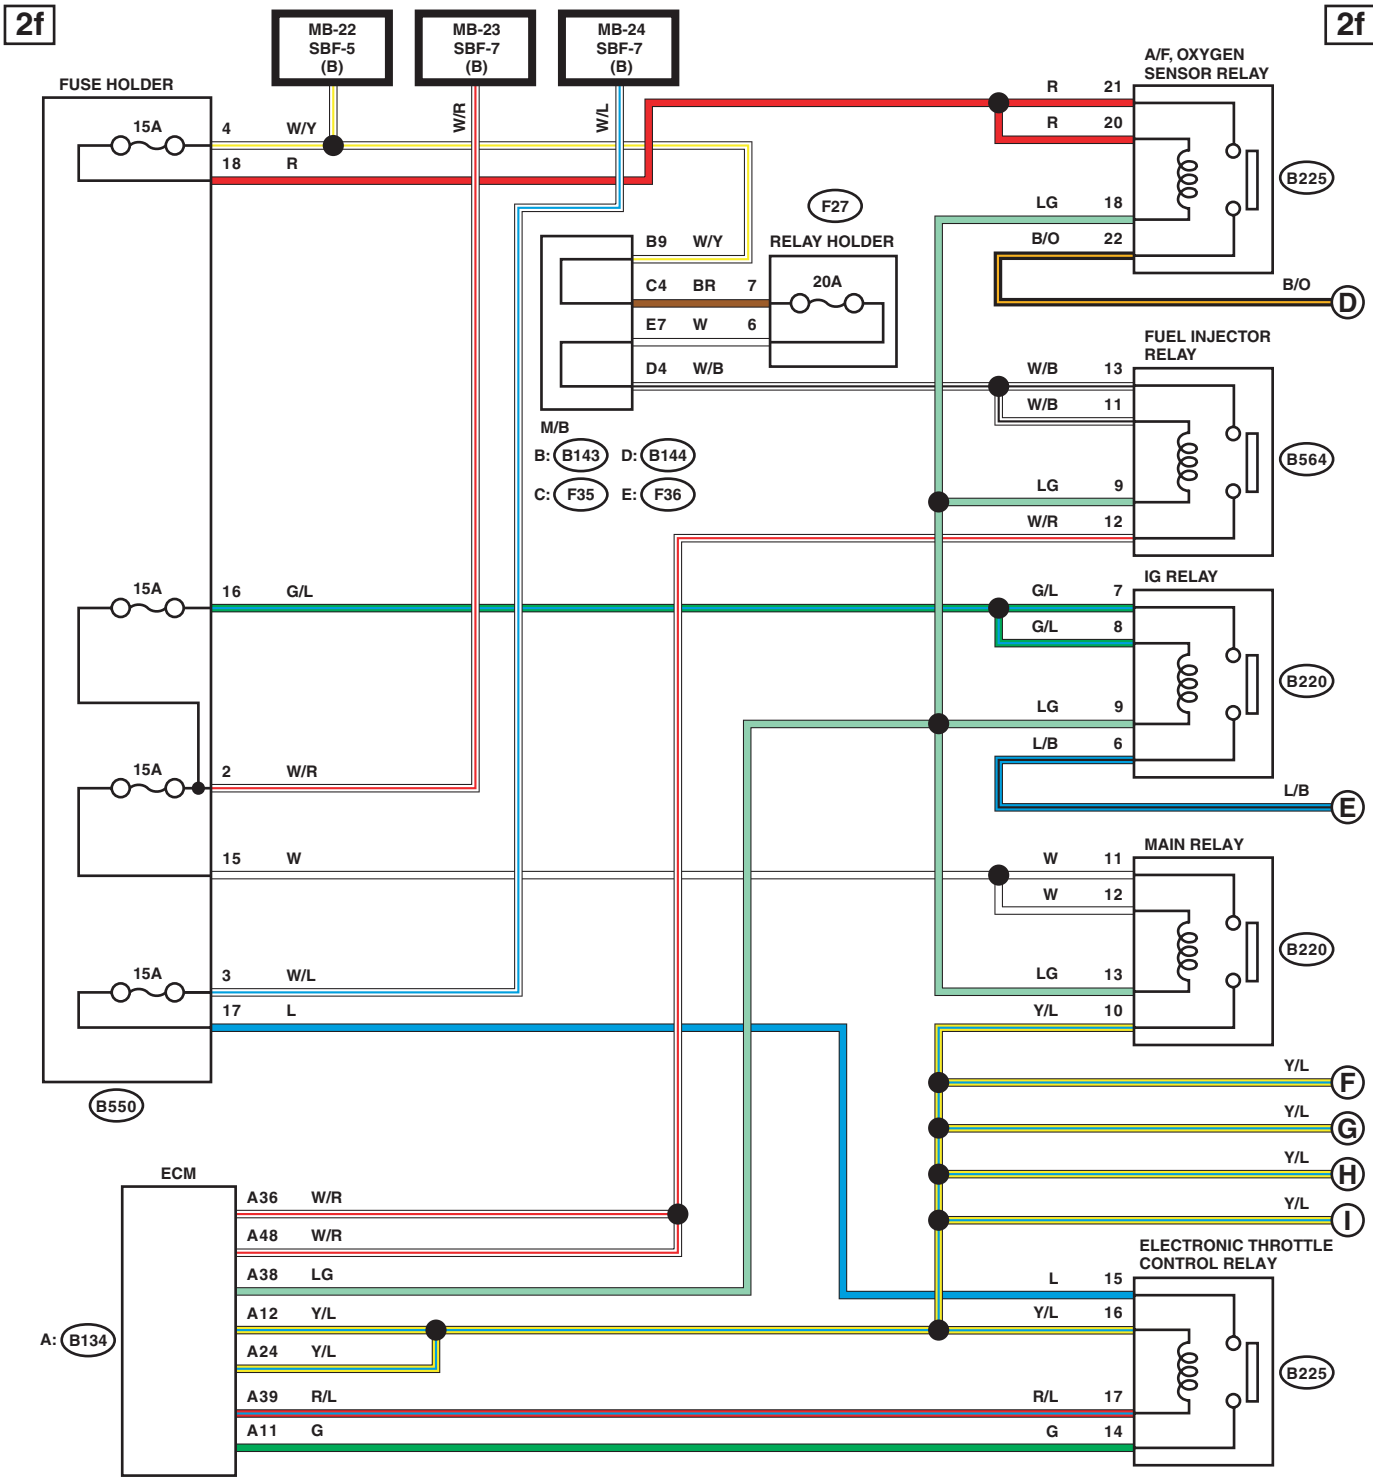 2f
2f
MB-22
SBF-5
(B)
MB-23
SBF-7
(B)
MB-24
SBF-7
(B)
FUSE HOLDER
W/R
W/L
15A
4 W/Y
18 R
A/F, OXYGEN
SENSOR RELAY
R 21
R 20
LG 18
B/O 22
B225
B/O
D
F27
RELAY HOLDER
20A
B9 W/Y
C4 BR 7
E7 W 6
D4 W/B
M/B
B: B143 D: B144
C: F35 E: F36
FUEL INJECTOR
RELAY
W/B 13
W/B 11
LG 9
W/R 12
B564
15A
16 G/L
IG RELAY
G/L 7
G/L 8
LG 9
L/B 6
B220
L/B
E
15A
2 W/R
15 W
MAIN RELAY
W 11
W 12
LG 13
Y/L 10
B220
15A
3 W/L
17 L
B550
Y/L
F
Y/L
G
Y/L
H
Y/L
I
ECM
A36 W/R
A48 W/R
A38 LG
A12 Y/L
A24 Y/L
A39 R/L
A11 G
A: B134
ELECTRONIC THROTTLE
CONTROL RELAY
L 15
Y/L 16
R/L 17
G 14
B225